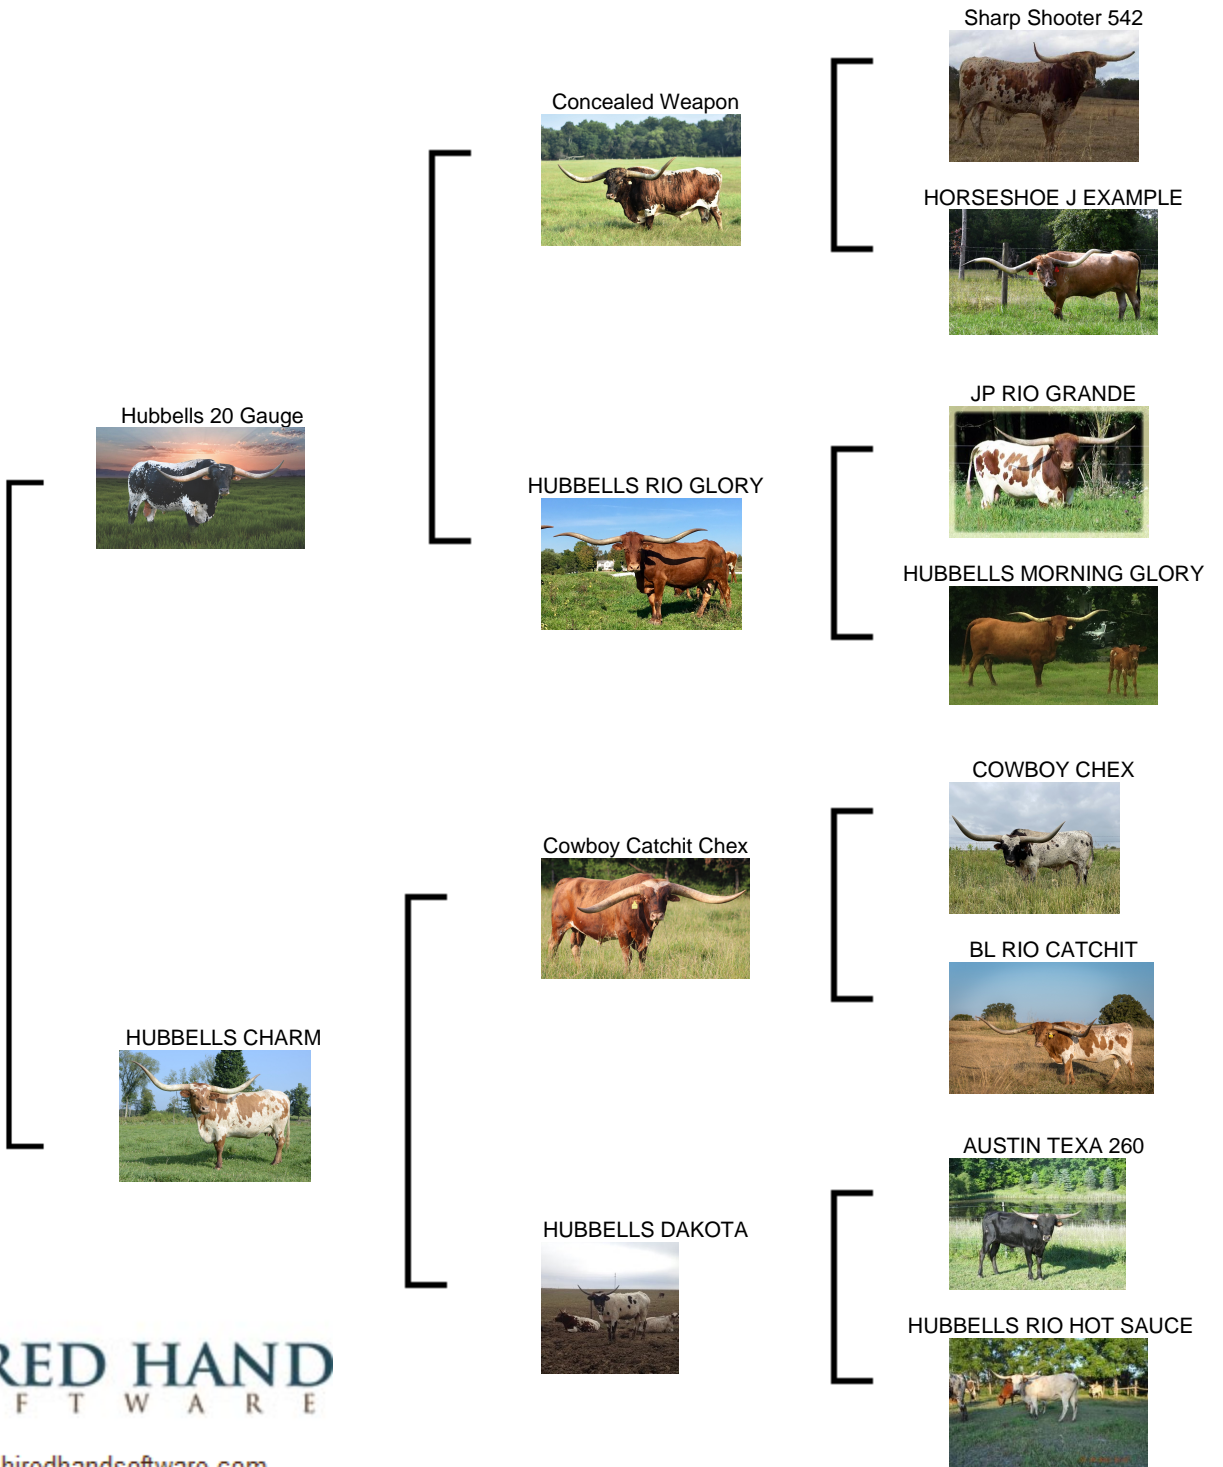 Sharp Shooter 542
Concealed Weapon
HORSESHOE J EXAMPLE
JP RIO GRANDE
Hubbells 20 Gauge
HUBBELLS RIO GLORY
HUBBELLS MORNING GLORY
COWBOY CHEX
Cowboy Catchit Chex
BL RIO CATCHIT
HUBBELLS CHARM
AUSTIN TEXA 260
HUBBELLS DAKOTA
HUBBELLS RIO HOT SAUCE
RED HAND
F T W A R E
hiredhandsoftware.com